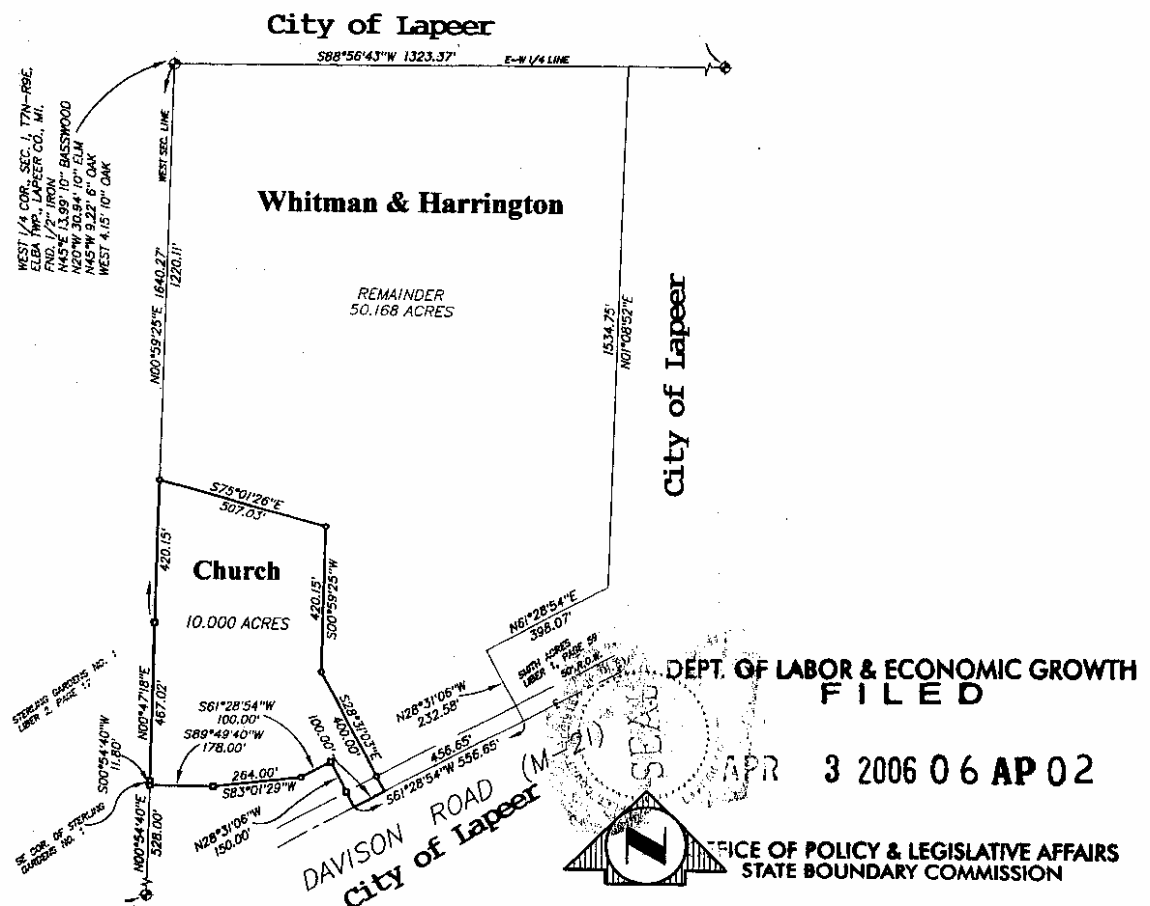 City of Lapeer
S88°56'43"W 1323.37'
E-W 1/4 LINE
WEST 1/4 COR., SEC. 1, T7N-R9E,
ELBA TWP., LAPEER CO., MI.
FND. 1/2" IRON
N45°E 13.99' 10" BASSWOOD
N20°W 30.94' 10" ELM
N45°W 9.22' 6" OAK
WEST 4.15' 10" OAK
WEST SEC. LINE
Whitman & Harrington
REMAINDER
50.168 ACRES
N00°59'25"E 1640.27'
1220.11'
1534.75'
N01°08'52"E
City of Lapeer
S75°01'26"E
507.03'
420.15'
Church
10.000 ACRES
420.15'
S00°59'25"W
N61°28'54"E
398.07'
SMITH ACRES
LIBER 1, PAGE 59
50' R.O.W.
STERLING GARDENS NO. 1
LIBER 2, PAGE 17
N00°47'18"E
467.02'
S61°28'54"W
100.00'
S89°49'40"W
178.00'
S00°54'40"W
11.80'
264.00'
S83°01'29"W
100.00'
S28°31'03"E
400.00'
N28°31'06"W
232.58'
456.65'
S61°28'54"W 556.65'
N28°31'06"W
150.00'
SE COR. OF STERLING
GARDENS NO. 1
N00°54'40"E
528.00'
DAVISON ROAD (M-21)
City of Lapeer
SEAL
DEPT. OF LABOR & ECONOMIC GROWTH
FILED
APR 3 2006 06 AP 02
OFFICE OF POLICY & LEGISLATIVE AFFAIRS
STATE BOUNDARY COMMISSION
N